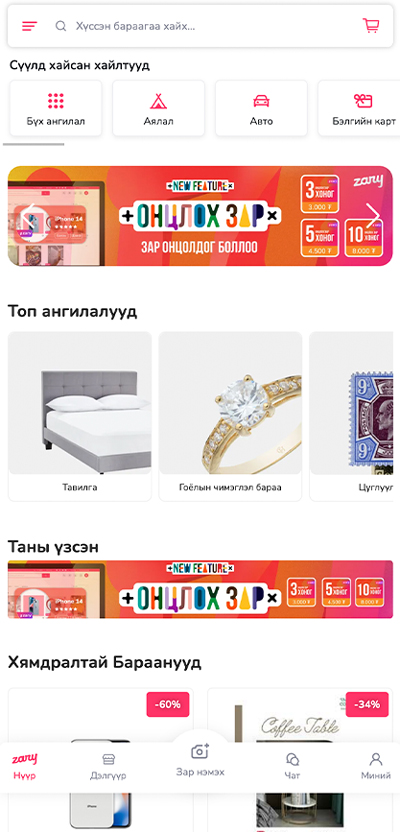 Хүссэн бараагаа хайх...
Сүүлд хайсан хайлтууд
Бүх ангилал
Аялал
Авто
Бэлгийн карт
+NEW FEATURE×
+ОНЦЛОХ ЗАР×
ЗАР ОНЦОЛДОГ БОЛЛОО
iPhone 14
3 ХОНОГ
3.000 ₮
5 ХОНОГ
4.500 ₮
10 ХОНОГ
8.000 ₮
zary
Топ ангилалууд
9D
Тавилга
Гоёлын чимэглэл бараа
Цуглуул
Таны үзсэн
+NEW FEATURE×
+ОНЦЛОХ ЗАР×
3 ХОНОГ
3.000 ₮
5 ХОНОГ
4.500 ₮
10 ХОНОГ
8.000 ₮
Хямдралтай Бараанууд
-60%
-34%
Coffee Table
zary
Нүүр
Дэлгүүр
Зар нэмэх
Чат
Миний
iPhone